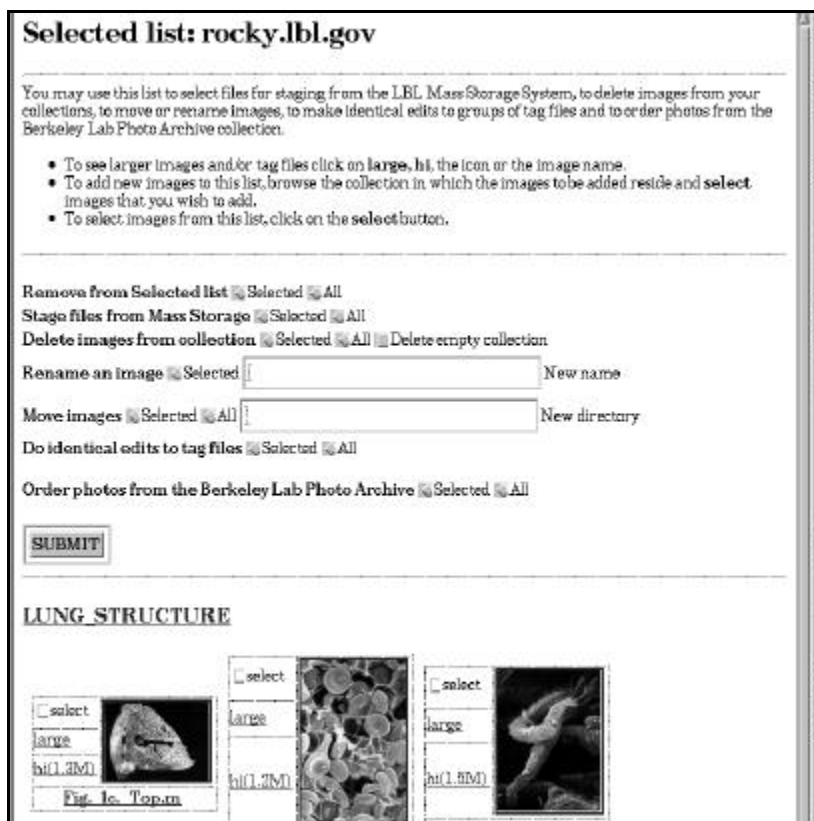 Selected list: rocky.lbl.gov
You may use this list to select files for staging from the LBL Mass Storage System, to delete images from your
collections, to move or rename images, to make identical edits to groups of tag files and to order photos from the
Berkeley Lab Photo Archive collection.
• To see larger images and/or tag files click on large, hi, the icon or the image name.
• To add new images to this list, browse the collection in which the images to be added reside and select
images that you wish to add.
• To select images from this list, click on the select button.
Remove from Selected list Selected All
Stage files from Mass Storage Selected All
Delete images from collection Selected All Delete empty collection
Rename an image Selected New name
Move images Selected All New directory
Do identical edits to tag files Selected All
Order photos from the Berkeley Lab Photo Archive Selected All
SUBMIT
LUNG_STRUCTURE
select
large
hi(1.3M)
Fig. 1c. Top.m
select
large
hi(1.2M)
select
large
hi(1.5M)